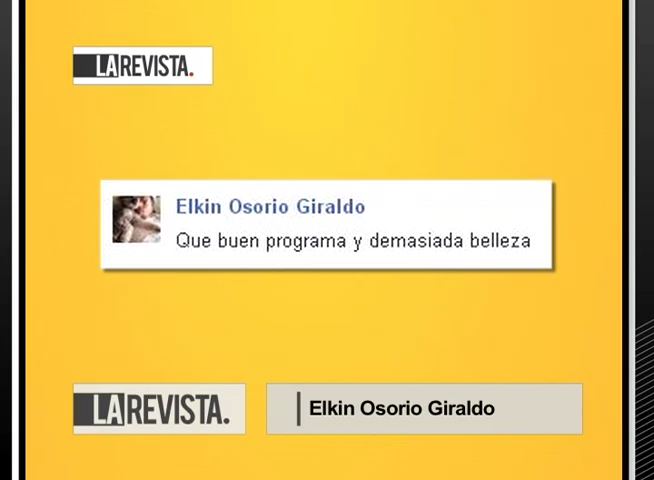 LAREVISTA.
Elkin Osorio Giraldo
Que buen programa y demasiada belleza
LAREVISTA.
Elkin Osorio Giraldo